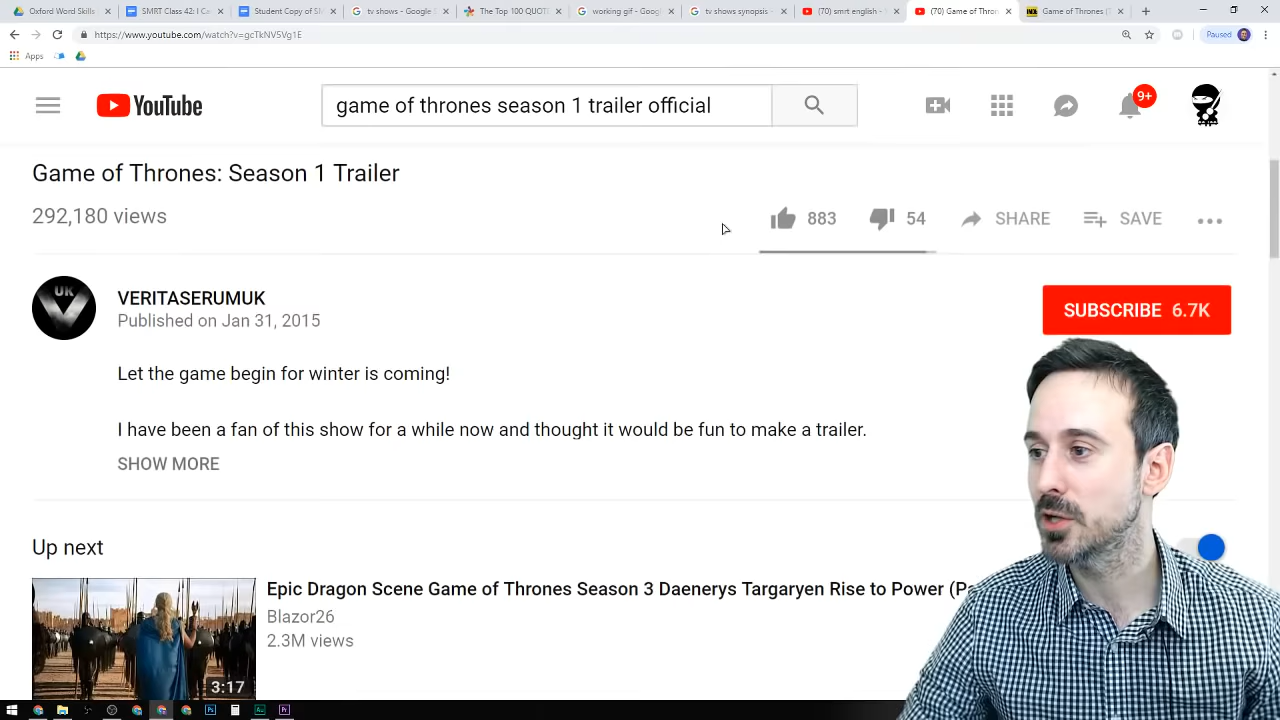 Oxford Word Skills
SMRT Class 42: I Ca
Student Copy of S
tv shows - Google
The Top 100 QUOT
working gif - Goog
tv shows synopsis -
(70) smrt english -
(70) Game of Thron
Game of Thrones (T
https://www.youtube.com/watch?v=gcTkNV5Vg1E
Paused
Apps
YouTube
game of thrones season 1 trailer official
9+
Game of Thrones: Season 1 Trailer
292,180 views
883
54
SHARE
SAVE
UK
VERITASERUMUK
Published on Jan 31, 2015
SUBSCRIBE 6.7K
Let the game begin for winter is coming!
I have been a fan of this show for a while now and thought it would be fun to make a trailer.
SHOW MORE
Up next
Epic Dragon Scene Game of Thrones Season 3 Daenerys Targaryen Rise to Power (P
Blazor26
2.3M views
3:17